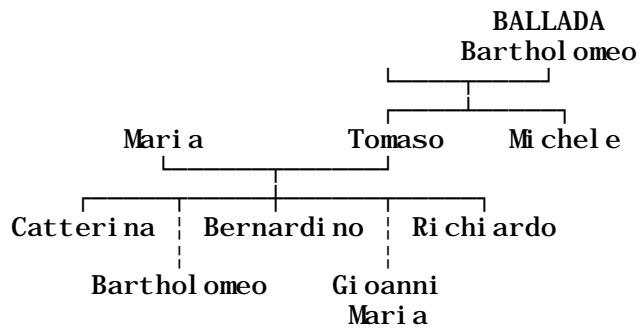 BALLADA
Bartholomeo
Maria Tomaso Michele
Catterina Bernardino Richiardo
Bartholomeo Gioanni
Maria